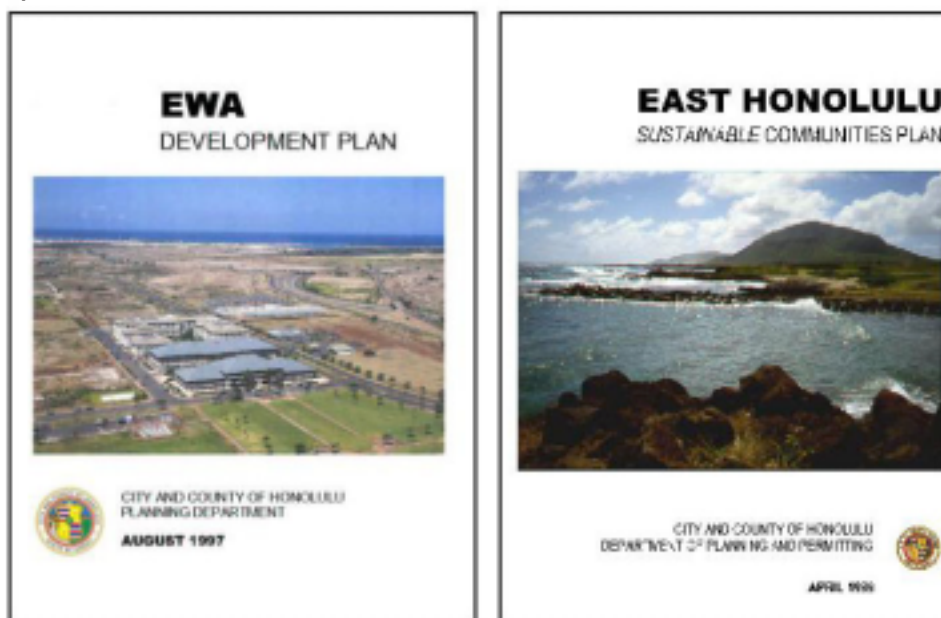 EWA
DEVELOPMENT PLAN
CITY AND COUNTY OF HONOLULU
PLANNING DEPARTMENT
AUGUST 1997
EAST HONOLULU
SUSTAINABLE COMMUNITIES PLAN
CITY AND COUNTY OF HONOLULU
DEPARTMENT OF PLANNING AND PERMITTING
APRIL